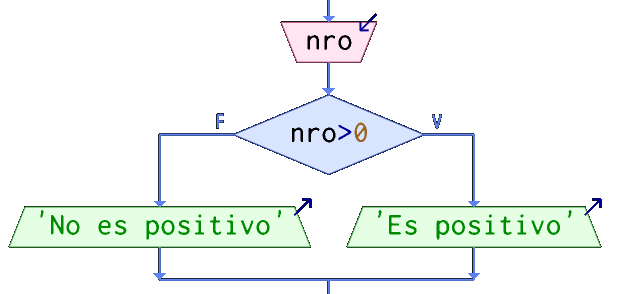 nro
F
V
nro>0
'No es positivo'
'Es positivo'